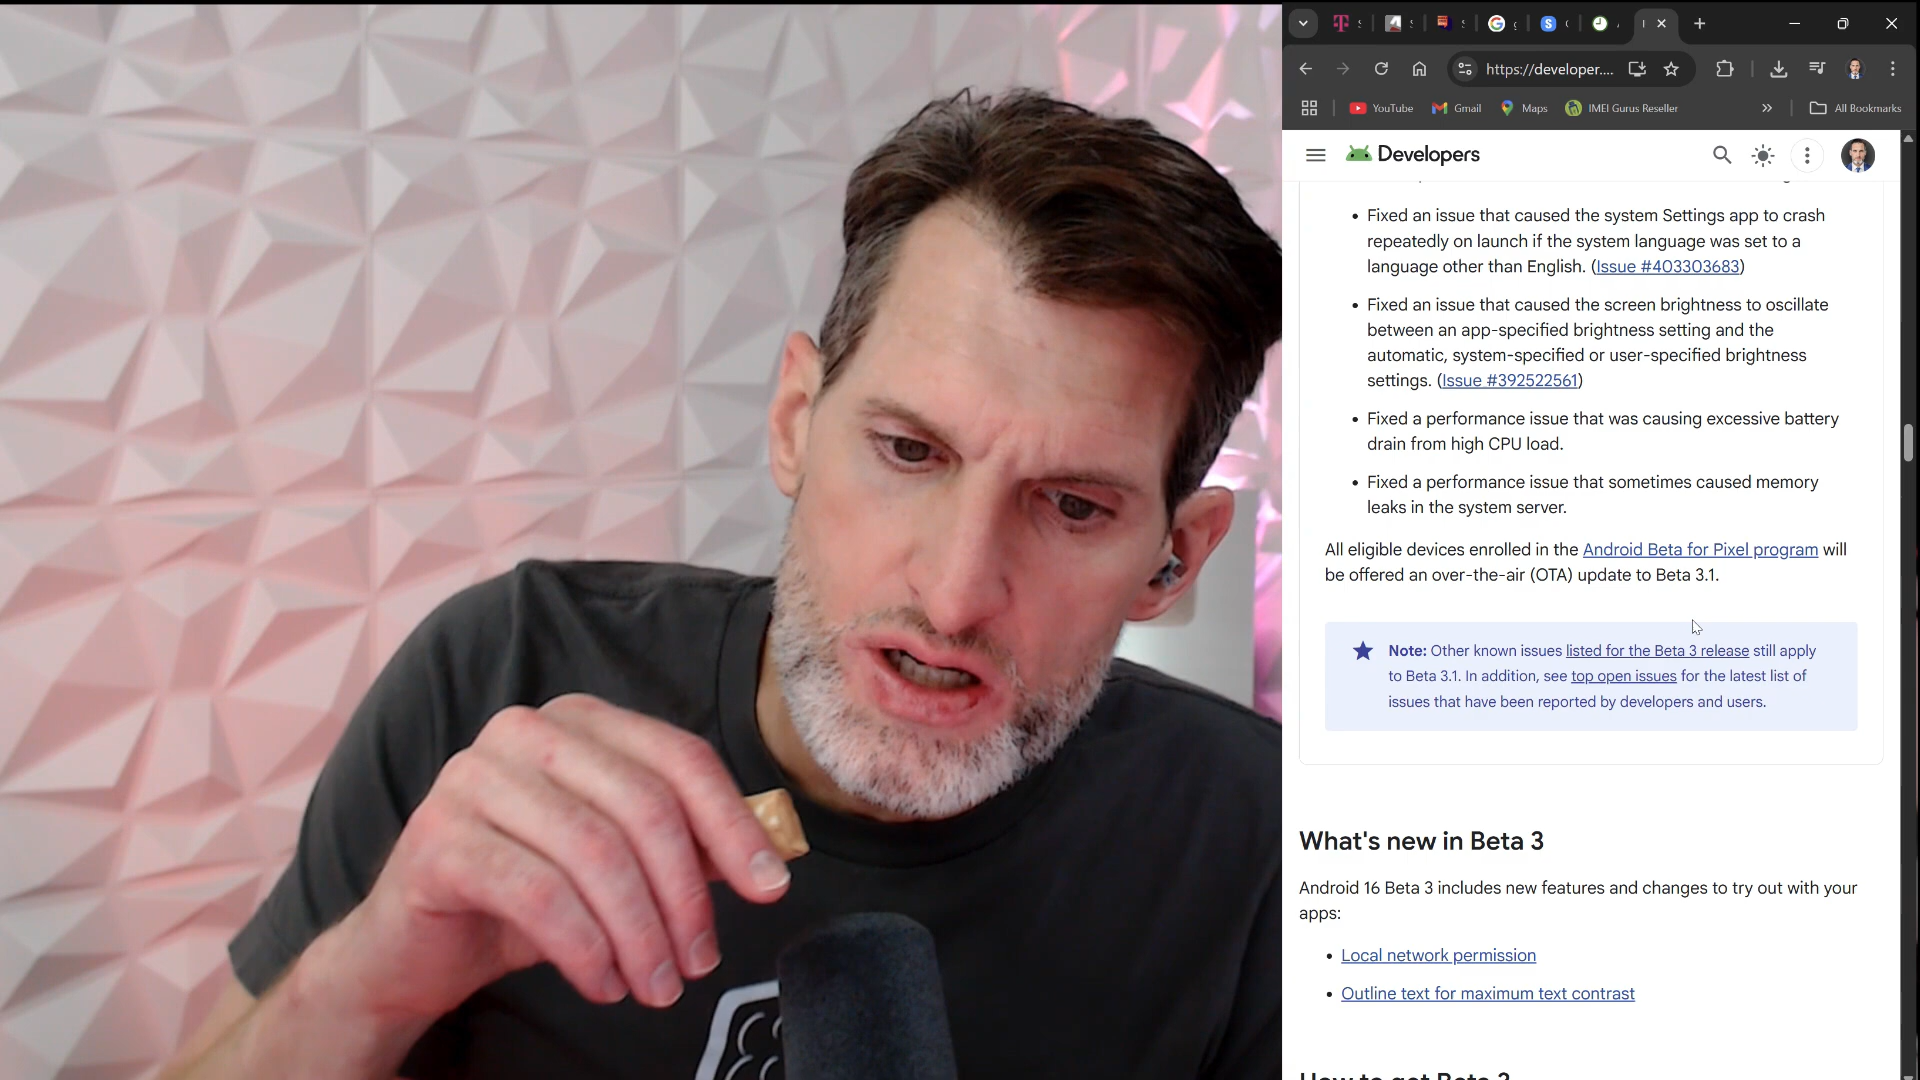 https://developer....
YouTube
Gmail
Maps
IMEI Gurus Reseller
All Bookmarks
Developers
• Fixed an issue that caused the system Settings app to crash
repeatedly on launch if the system language was set to a
language other than English. (Issue #403303683)
• Fixed an issue that caused the screen brightness to oscillate
between an app-specified brightness setting and the
automatic, system-specified or user-specified brightness
settings. (Issue #392522561)
• Fixed a performance issue that was causing excessive battery
drain from high CPU load.
• Fixed a performance issue that sometimes caused memory
leaks in the system server.
All eligible devices enrolled in the Android Beta for Pixel program will
be offered an over-the-air (OTA) update to Beta 3.1.
Note: Other known issues listed for the Beta 3 release still apply
to Beta 3.1. In addition, see top open issues for the latest list of
issues that have been reported by developers and users.
What's new in Beta 3
Android 16 Beta 3 includes new features and changes to try out with your
apps:
• Local network permission
• Outline text for maximum text contrast